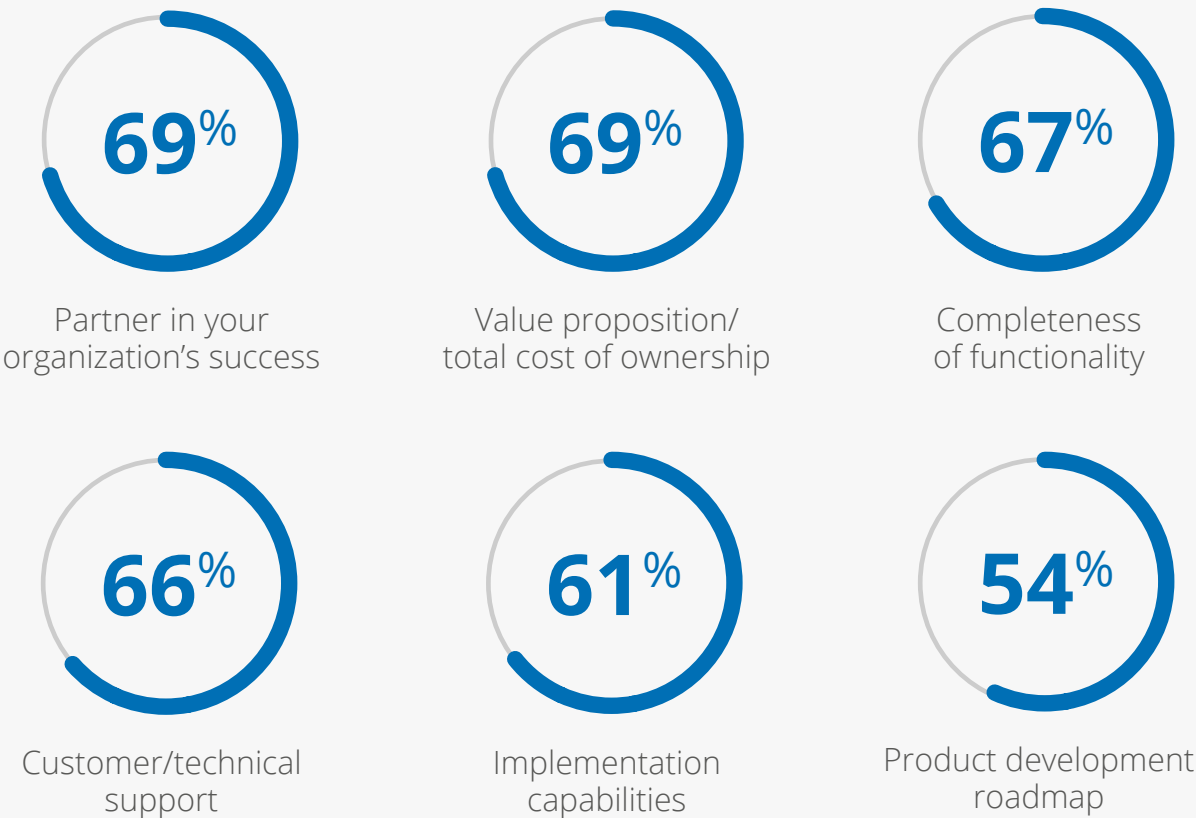 69%
Partner in your
organization’s success
69%
Value proposition/
total cost of ownership
67%
Completeness
of functionality
66%
Customer/technical
support
61%
Implementation
capabilities
54%
Product development
roadmap